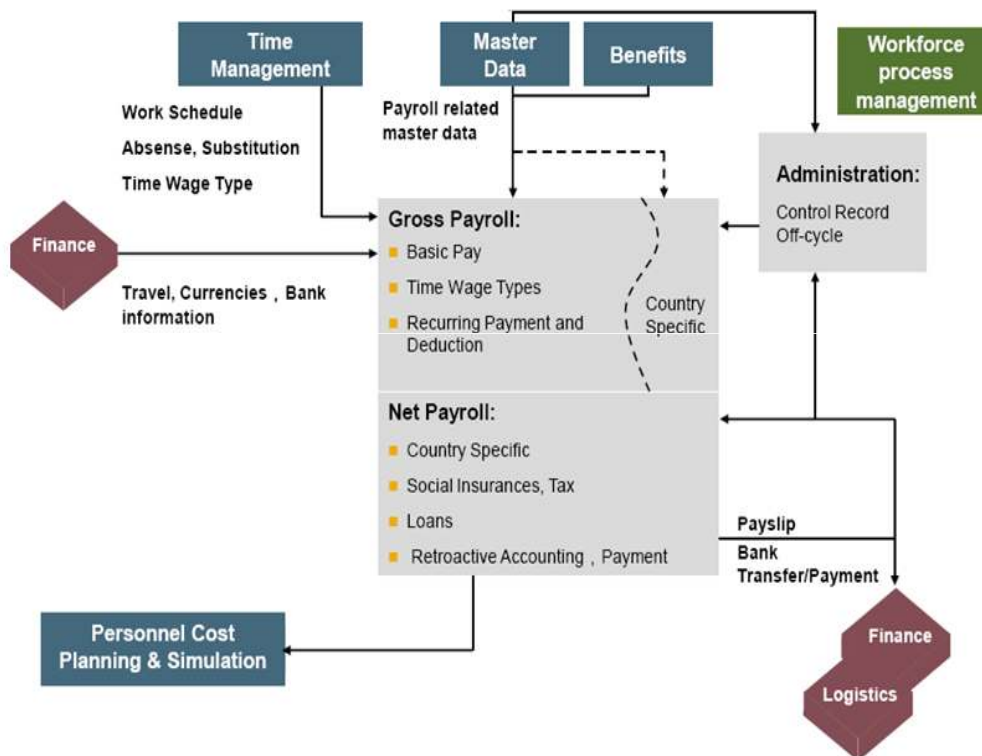 Time
Management
Master
Data
Benefits
Workforce
process
management
Work Schedule
Absense, Substitution
Time Wage Type
Payroll related
master data
Administration:
Control Record
Off-cycle
Finance
Travel, Currencies , Bank
information
Gross Payroll:
Basic Pay
Time Wage Types
Recurring Payment and
Deduction
Country
Specific
Net Payroll:
Country Specific
Social Insurances, Tax
Loans
Retroactive Accounting , Payment
Payslip
Bank
Transfer/Payment
Personnel Cost
Planning & Simulation
Finance
Logistics